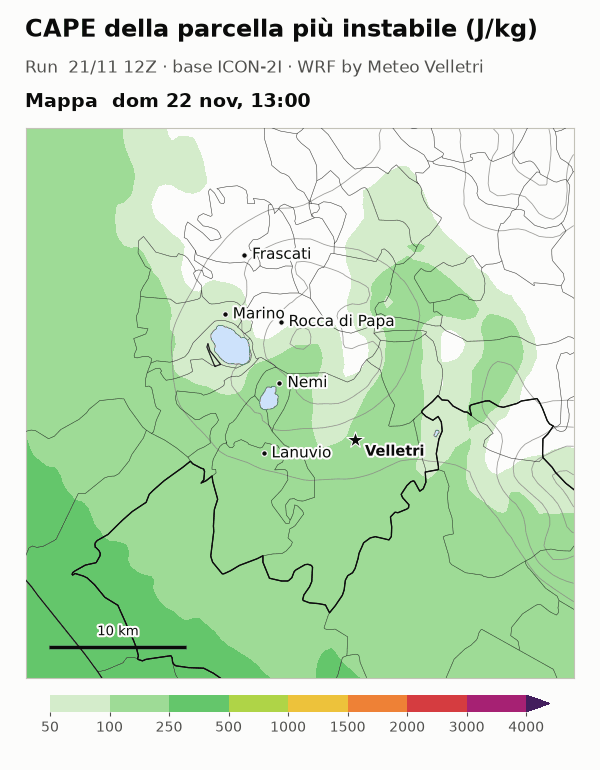 CAPE della parcella più instabile (J/kg)
Run 21/11 12Z · base ICON-2I · WRF by Meteo Velletri
Mappa dom 22 nov, 13:00
Frascati
Marino
Rocca di Papa
Nemi
Velletri
Lanuvio
10 km
50 100 250 500 1000 1500 2000 3000 4000